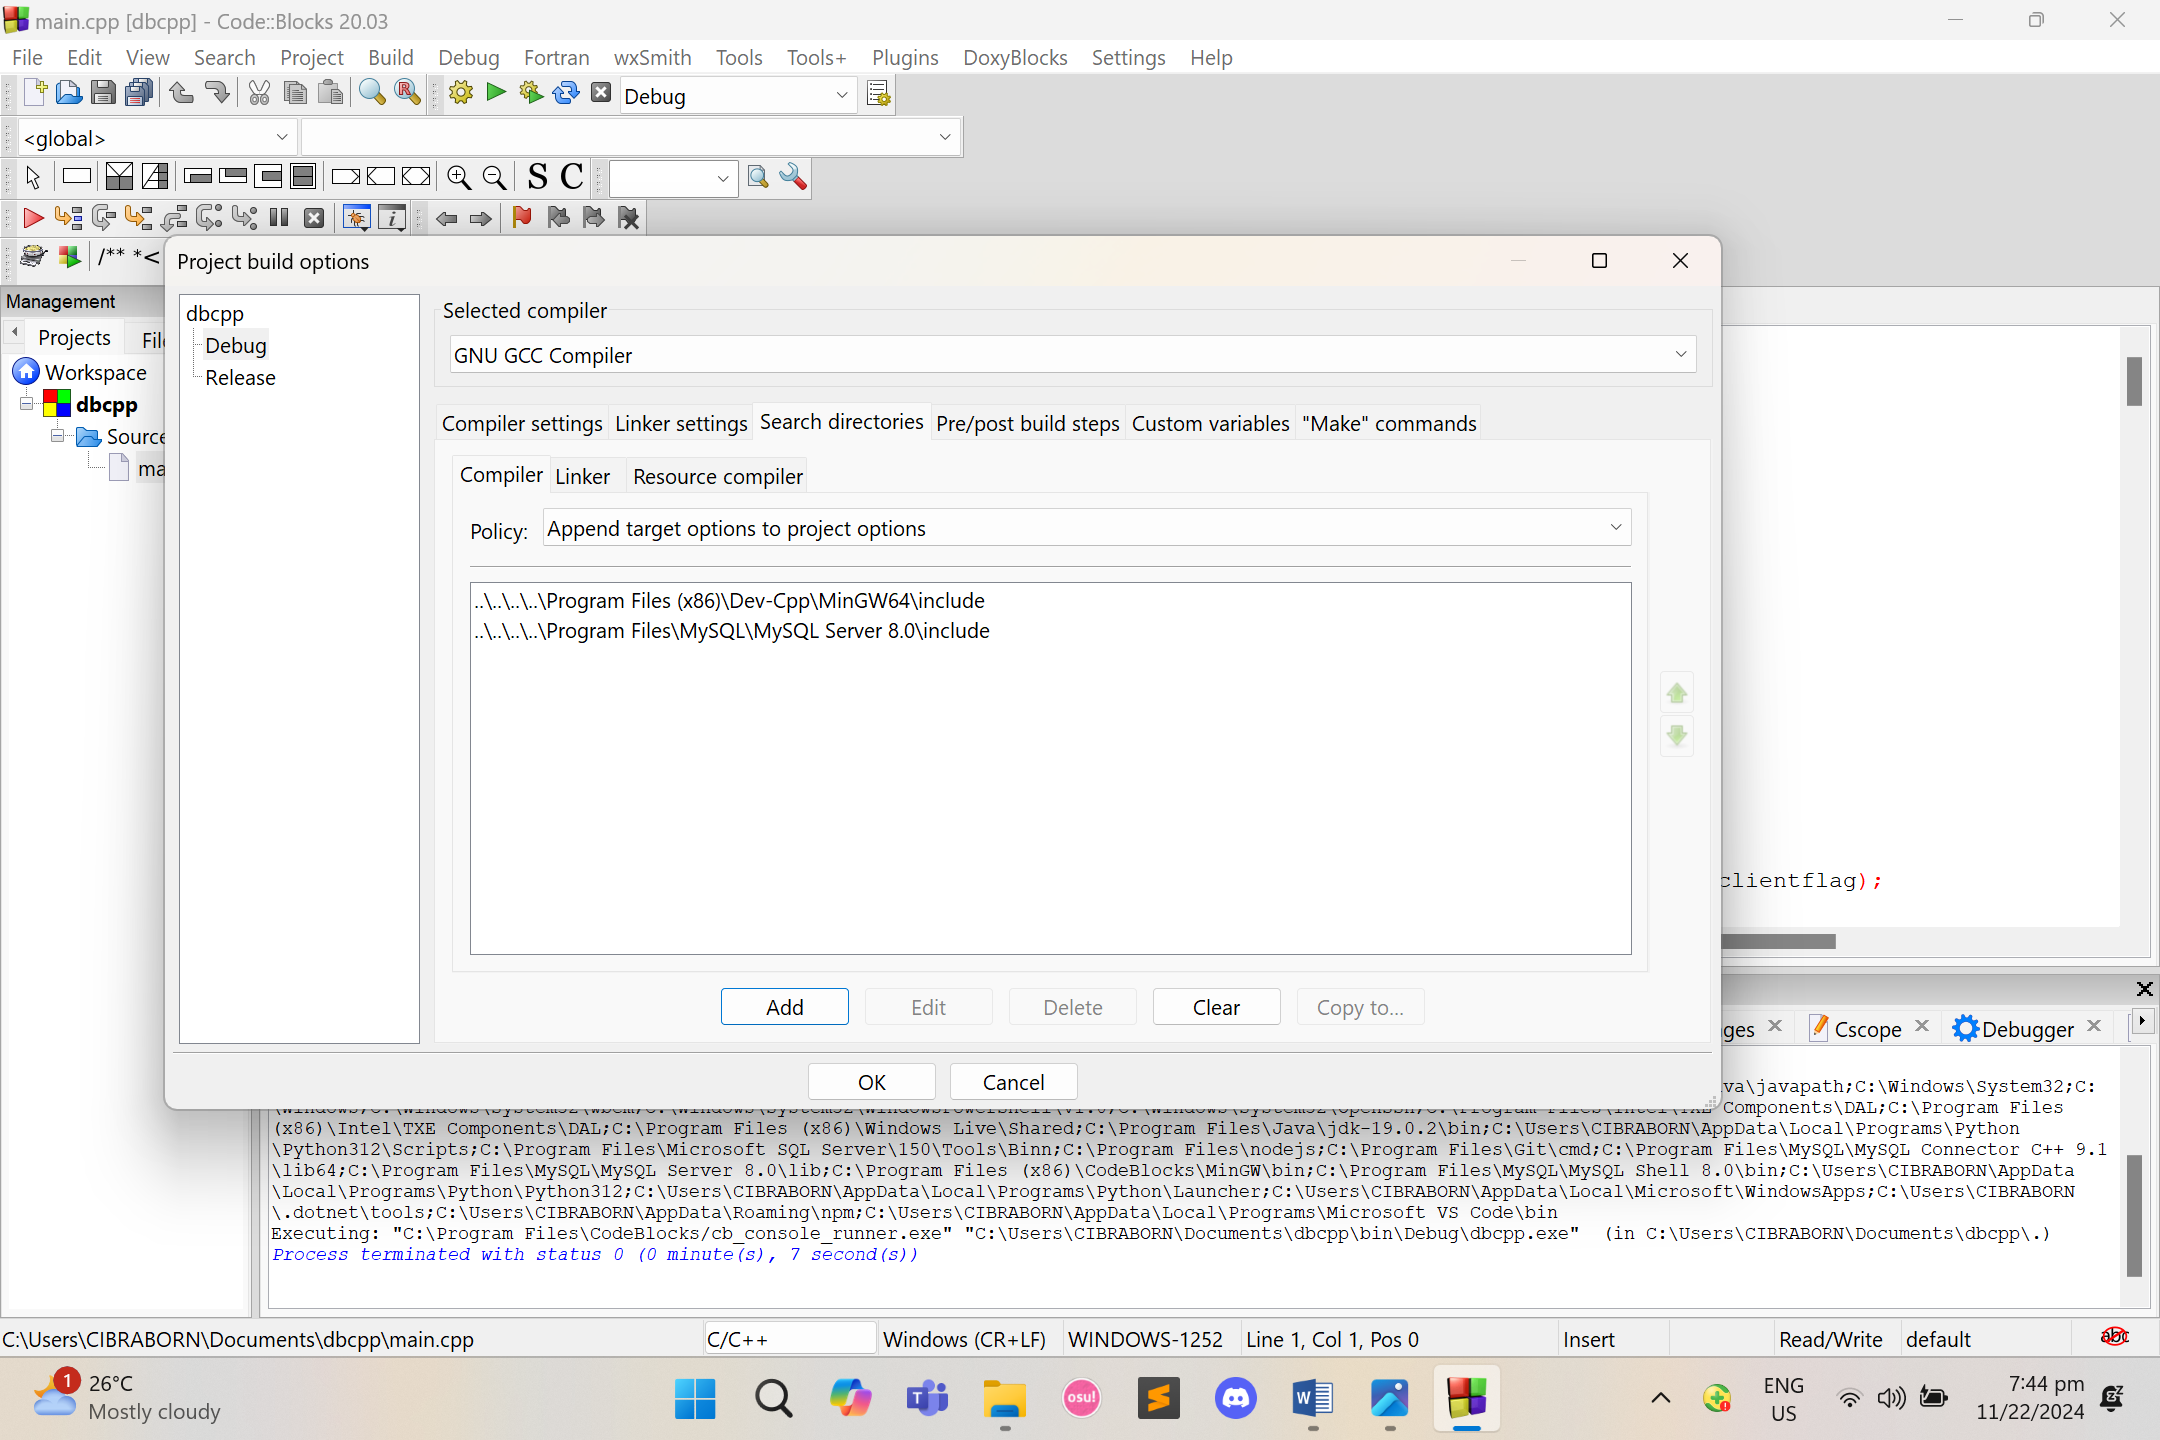 main.cpp [dbcpp] - Code::Blocks 20.03
File Edit View Search Project Build Debug Fortran wxSmith Tools Tools+ Plugins DoxyBlocks Settings Help
Debug
<global>
S C
/** *<
Project build options
Management
Projects
Workspace
dbcpp
dbcpp
Debug
Release
Selected compiler
GNU GCC Compiler
Compiler settings Linker settings Search directories Pre/post build steps Custom variables "Make" commands
Compiler Linker Resource compiler
Policy: Append target options to project options
..\..\..\..\Program Files (x86)\Dev-Cpp\MinGW64\include
..\..\..\..\Program Files\MySQL\MySQL Server 8.0\include
clientflag);
Add Edit Delete Clear Copy to...
OK Cancel
ges Cscope Debugger
va\javapath;C:\Windows\System32;C:
Components\DAL;C:\Program Files
(x86)\Intel\TXE Components\DAL;C:\Program Files (x86)\Windows Live\Shared;C:\Program Files\Java\jdk-19.0.2\bin;C:\Users\CIBRABORN\AppData\Local\Programs\Python
\Python312\Scripts;C:\Program Files\Microsoft SQL Server\150\Tools\Binn;C:\Program Files\nodejs;C:\Program Files\Git\cmd;C:\Program Files\MySQL\MySQL Connector C++ 9.1
\lib64;C:\Program Files\MySQL\MySQL Server 8.0\lib;C:\Program Files (x86)\CodeBlocks\MinGW\bin;C:\Program Files\MySQL\MySQL Shell 8.0\bin;C:\Users\CIBRABORN\AppData
\Local\Programs\Python\Python312;C:\Users\CIBRABORN\AppData\Local\Programs\Python\Launcher;C:\Users\CIBRABORN\AppData\Local\Microsoft\WindowsApps;C:\Users\CIBRABORN
\.dotnet\tools;C:\Users\CIBRABORN\AppData\Roaming\npm;C:\Users\CIBRABORN\AppData\Local\Programs\Microsoft VS Code\bin
Executing: "C:\Program Files\CodeBlocks/cb_console_runner.exe" "C:\Users\CIBRABORN\Documents\dbcpp\bin\Debug\dbcpp.exe" (in C:\Users\CIBRABORN\Documents\dbcpp\.)
Process terminated with status 0 (0 minute(s), 7 second(s))
C:\Users\CIBRABORN\Documents\dbcpp\main.cpp C/C++ Windows (CR+LF) WINDOWS-1252 Line 1, Col 1, Pos 0 Insert Read/Write default abc
1
26°C
Mostly cloudy
osu!
ENG
US
7:44 pm
11/22/2024